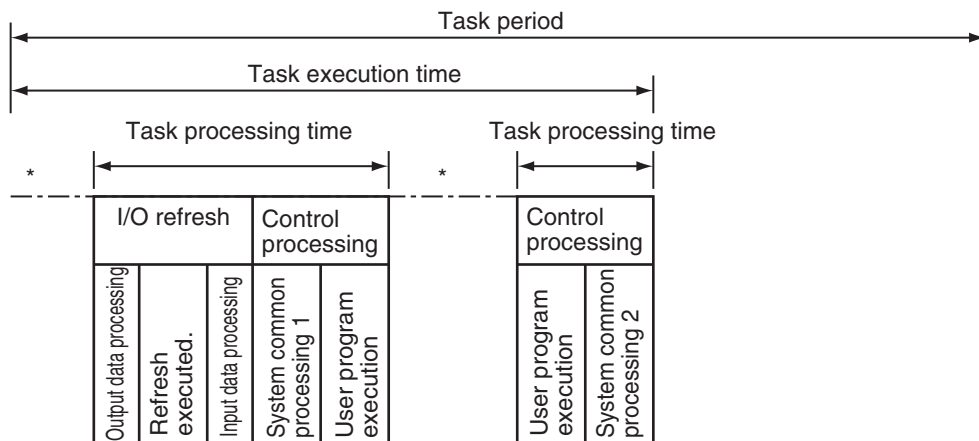 Task period
Task execution time
Task processing time
Task processing time
*
*
I/O refresh
Control
processing
Control
processing
Output data processing
Refresh
executed.
Input data processing
System common
processing 1
User program
execution
User program
execution
System common
processing 2